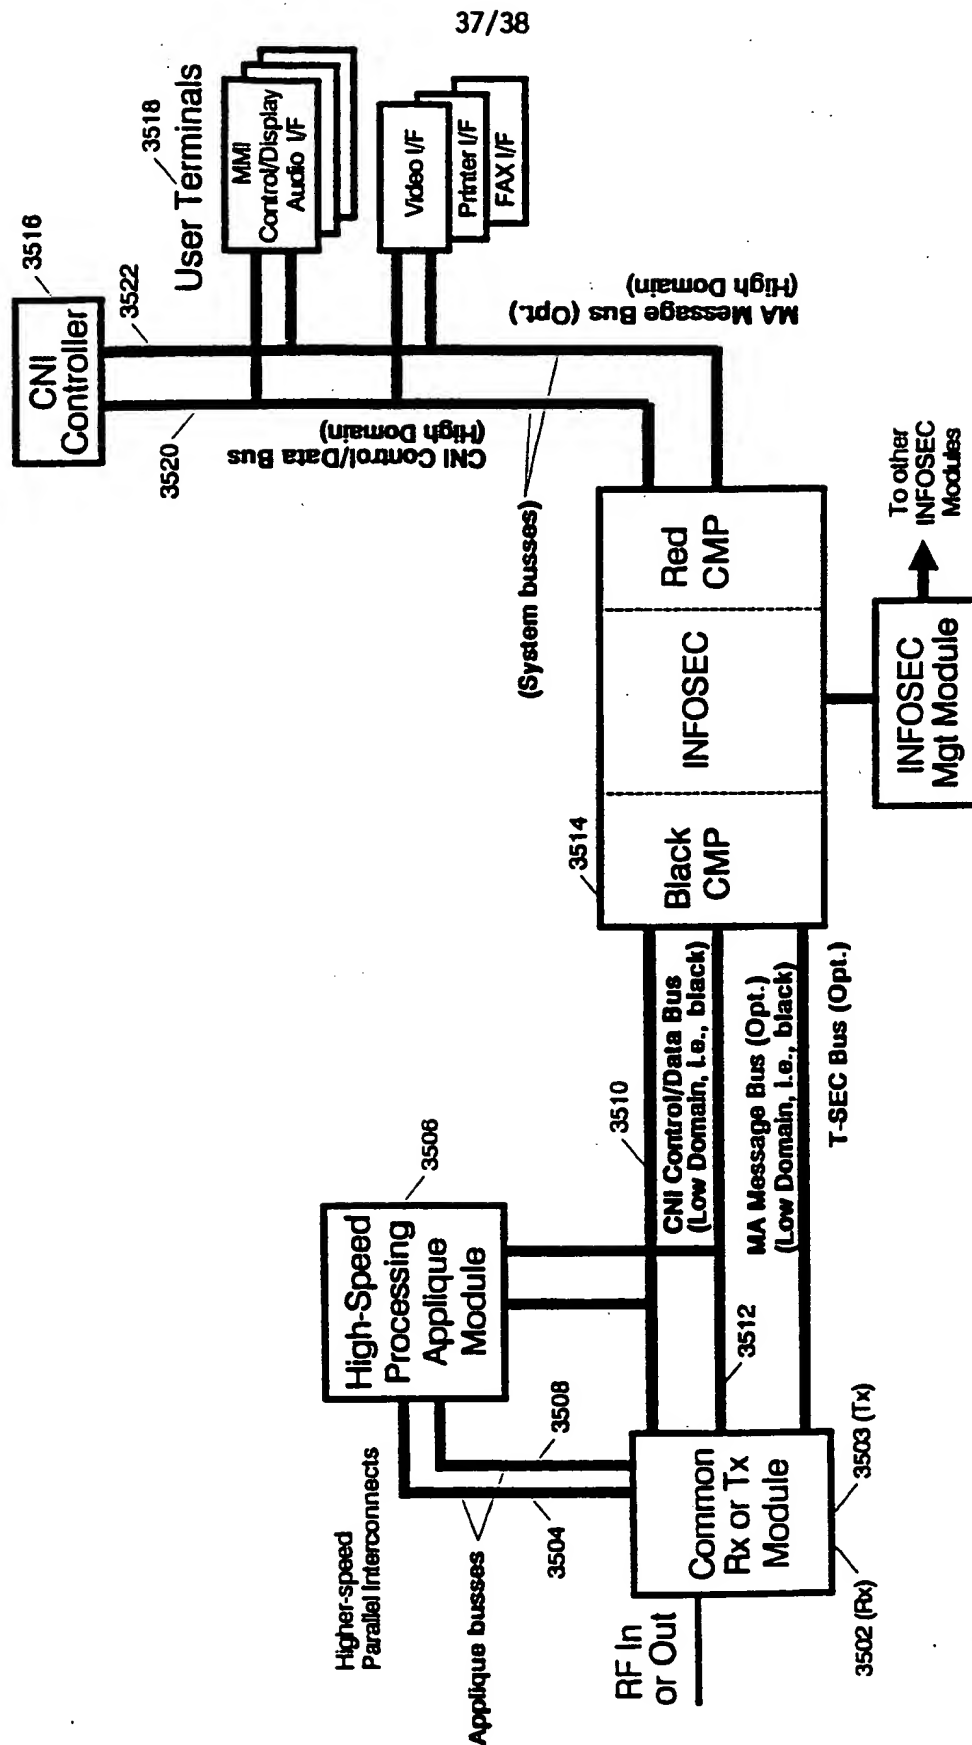 37/38
RF In
or Out
Common
Rx or Tx
Module
3502 (Rx)
3503 (Tx)
Higher-speed
Parallel Interconnects
Applique busses
3504
3508
High-Speed
Processing
Applique
Module
3506
3510
CNI Control/Data Bus
(Low Domain, i.e., black)
3512
MA Message Bus (Opt.)
(Low Domain, i.e., black)
T-SEC Bus (Opt.)
3514
Black
CMP
INFOSEC
Red
CMP
INFOSEC
Mgt Module
To other
INFOSEC
Modules
(System busses)
3520
CNI Control/Data Bus
(High Domain)
MA Message Bus (Opt.)
(High Domain)
3522
CNI
Controller
3516
User Terminals
3518
MMI
Control/Display
Audio I/F
Video I/F
Printer I/F
FAX I/F